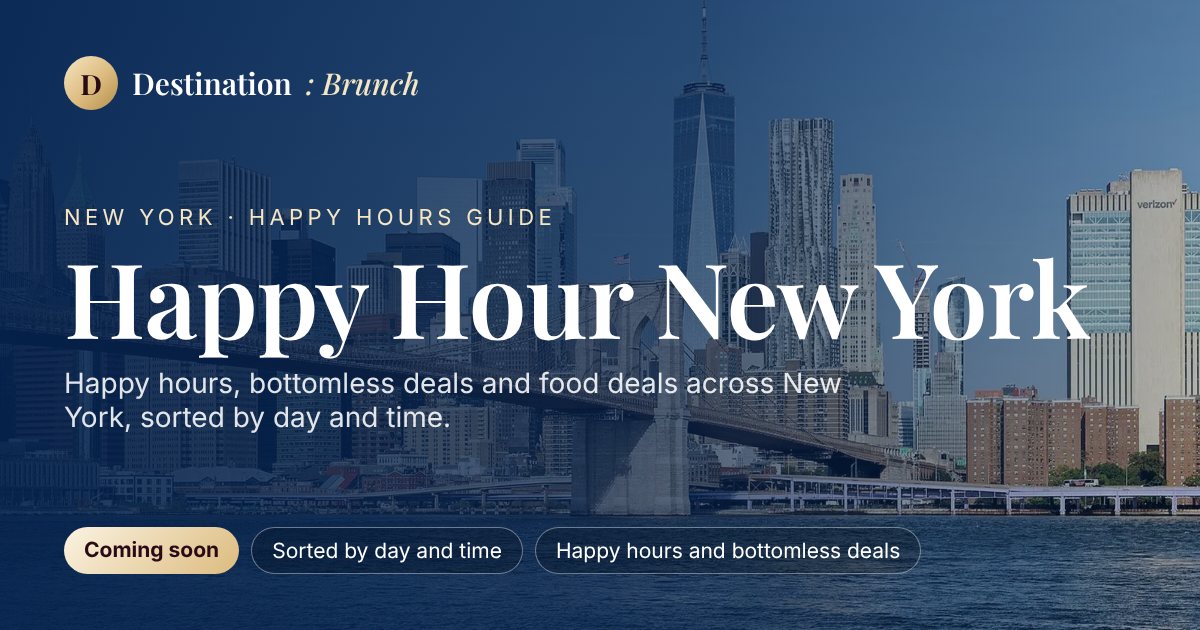 D Destination : Brunch
NEW YORK · HAPPY HOURS GUIDE
verizon
Happy Hour New York
Happy hours, bottomless deals and food deals across New
York, sorted by day and time.
Coming soon
Sorted by day and time
Happy hours and bottomless deals